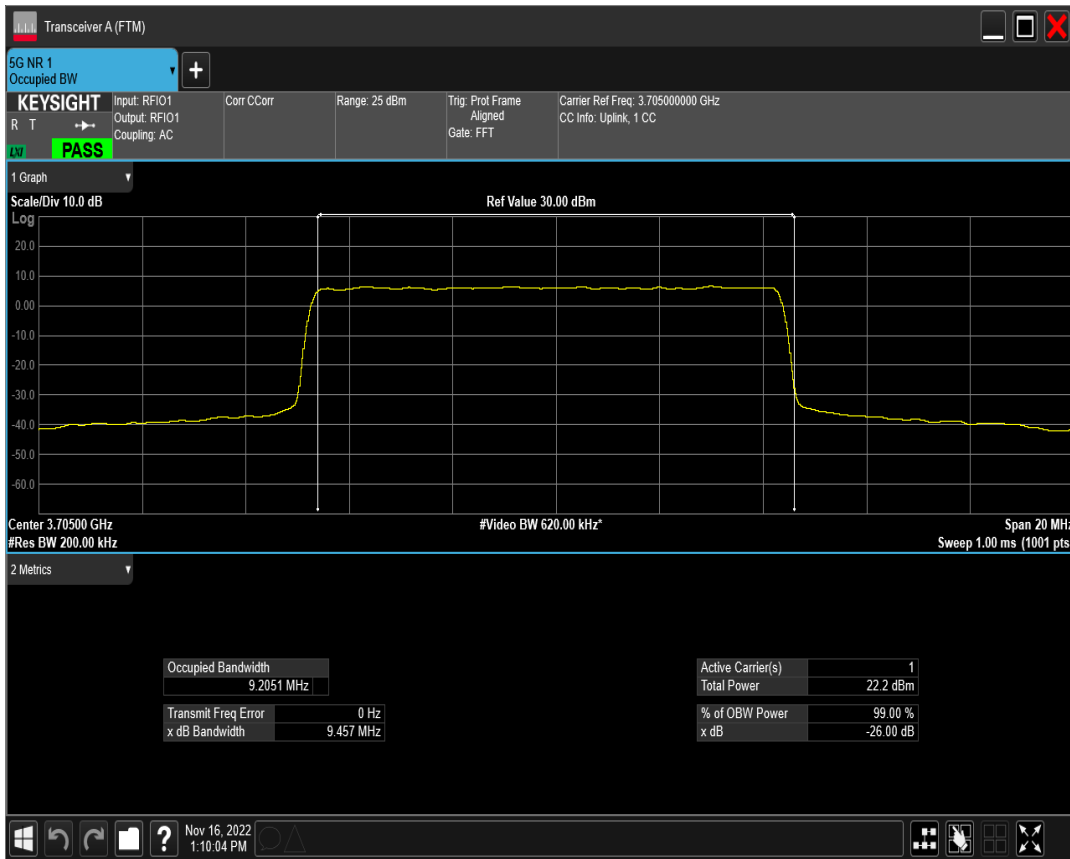 Transceiver A (FTM)
5G NR 1
Occupied BW
KEYSIGHT
R T
LXI
PASS
Input: RFIO1
Output: RFIO1
Coupling: AC
Corr CCorr
Range: 25 dBm
Trig: Prot Frame
Aligned
Gate: FFT
Carrier Ref Freq: 3.705000000 GHz
CC Info: Uplink, 1 CC
1 Graph
Scale/Div 10.0 dB
Ref Value 30.00 dBm
Log
20.0
10.0
0.00
-10.0
-20.0
-30.0
-40.0
-50.0
-60.0
Center 3.70500 GHz
#Video BW 620.00 kHz*
Span 20 MHz
#Res BW 200.00 kHz
Sweep 1.00 ms (1001 pts
2 Metrics
Occupied Bandwidth
9.2051 MHz
Transmit Freq Error 0 Hz
x dB Bandwidth 9.457 MHz
Active Carrier(s) 1
Total Power 22.2 dBm
% of OBW Power 99.00 %
x dB -26.00 dB
?
Nov 16, 2022
1:10:04 PM